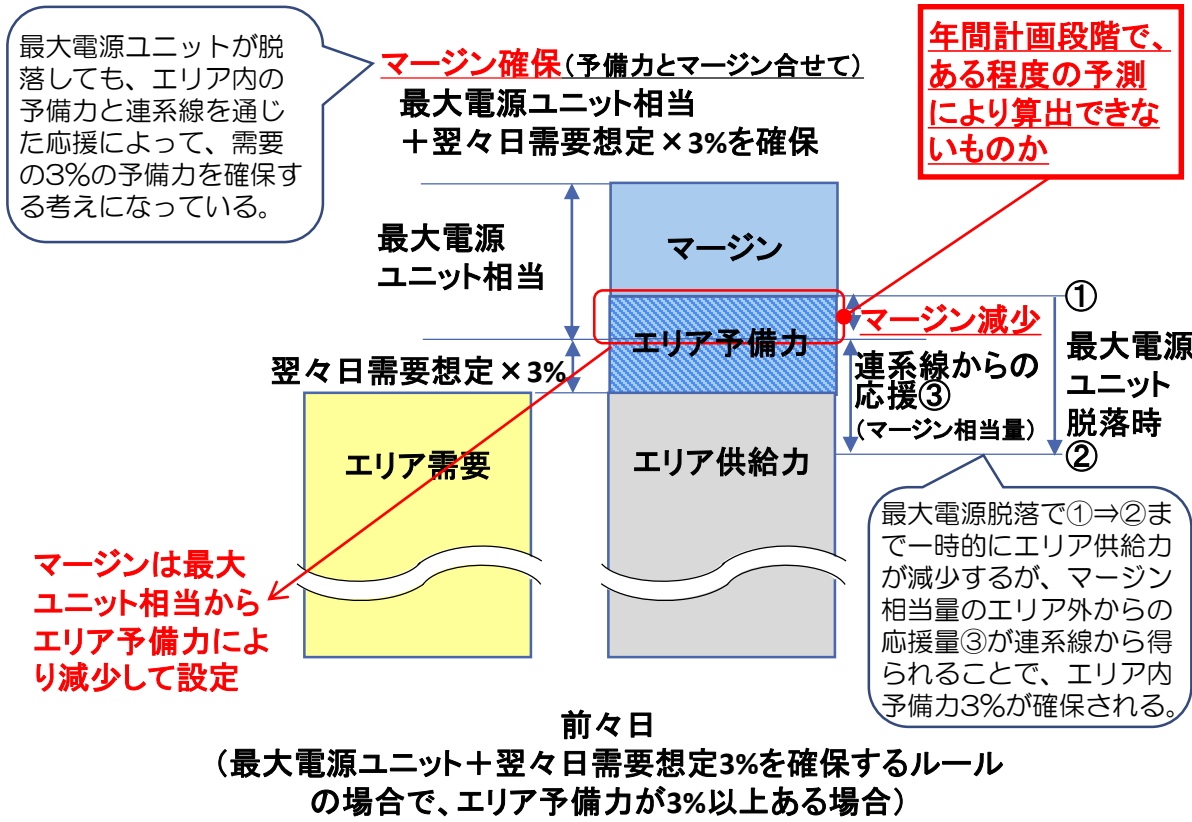 最大電源ユニットが脱
落しても、エリア内の
予備力と連系線を通じ
た応援によって、需要
の3%の予備力を確保す
る考えになっている。
マージン確保(予備力とマージン合せて)
最大電源ユニット相当
＋翌々日需要想定×3%を確保
年間計画段階で、
ある程度の予測
により算出できな
いものか
最大電源
ユニット相当
マージン
エリア予備力
マージン減少
①
最大電源
ユニット
脱落時
②
翌々日需要想定×3%
連系線からの
応援③
(マージン相当量)
エリア需要
エリア供給力
マージンは最大
ユニット相当から
エリア予備力によ
り減少して設定
最大電源脱落で①⇒②ま
で一時的にエリア供給力
が減少するが、マージン
相当量のエリア外からの
応援量③が連系線から得
られることで、エリア内
予備力3%が確保される。
前々日
(最大電源ユニット＋翌々日需要想定3%を確保するルール
の場合で、エリア予備力が3%以上ある場合)